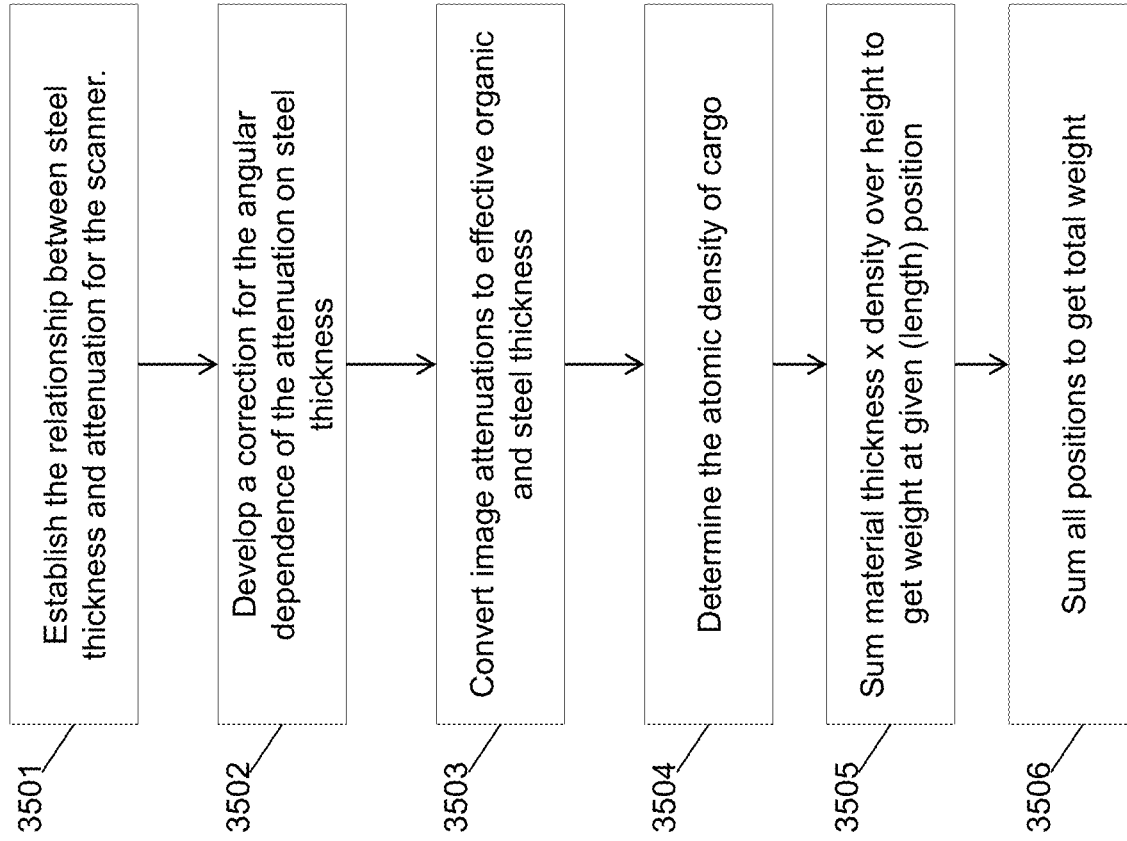 3501
Establish the relationship between steel
thickness and attenuation for the scanner.
3502
Develop a correction for the angular
dependence of the attenuation on steel
thickness
3503
Convert image attenuations to effective organic
and steel thickness
3504
Determine the atomic density of cargo
3505
Sum material thickness x density over height to
get weight at given (length) position
3506
Sum all positions to get total weight